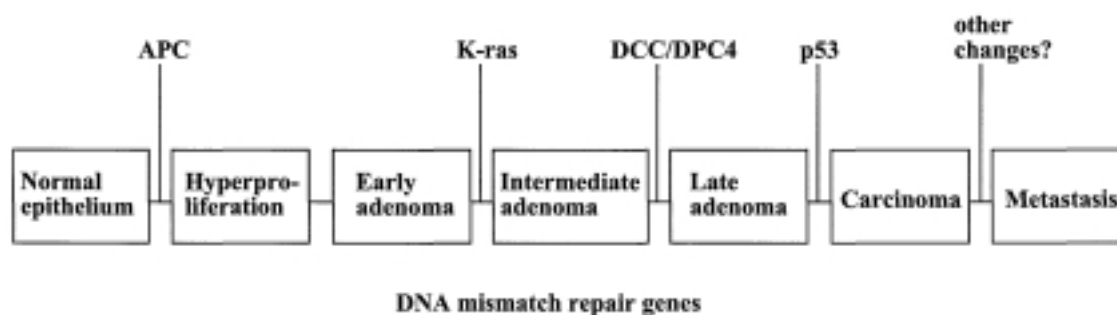 other
APC K-ras DCC/DPC4 p53 changes?
Normal
epithelium
Hyperpro-
liferation
Early
adenoma
Intermediate
adenoma
Late
adenoma
Carcinoma
Metastasis
DNA mismatch repair genes